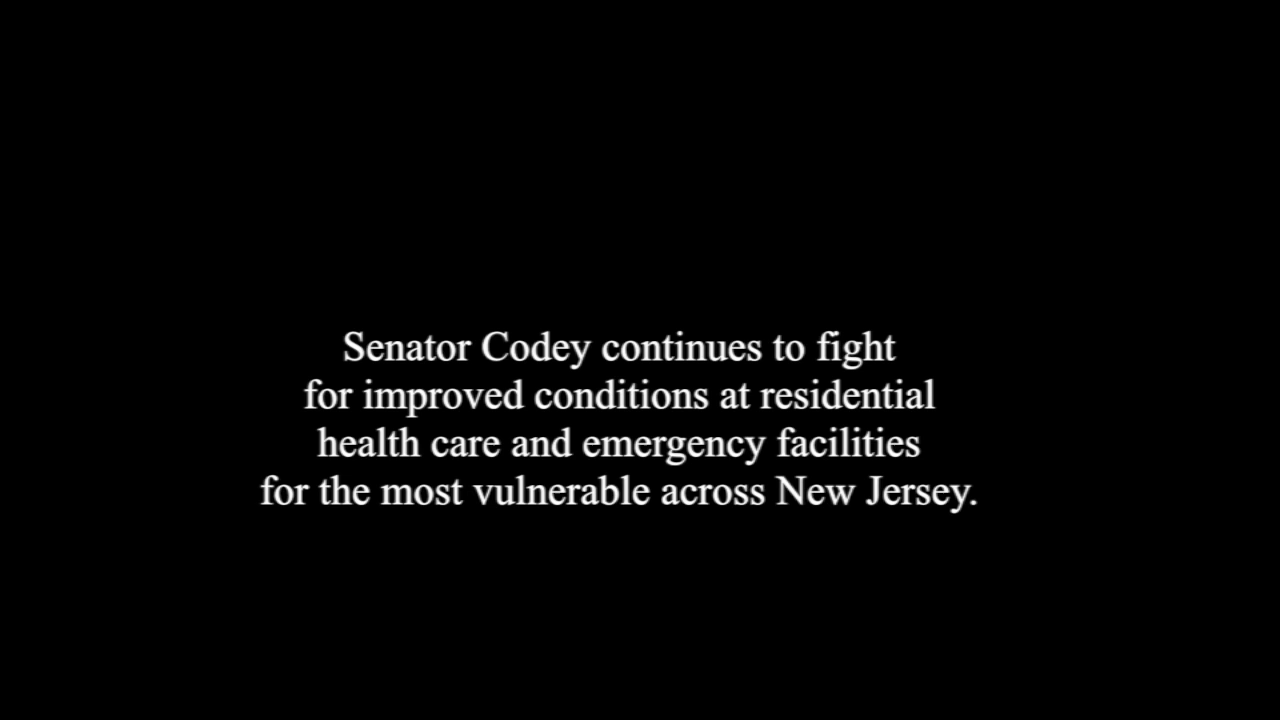 Senator Codey continues to fight
for improved conditions at residential
health care and emergency facilities
for the most vulnerable across New Jersey.